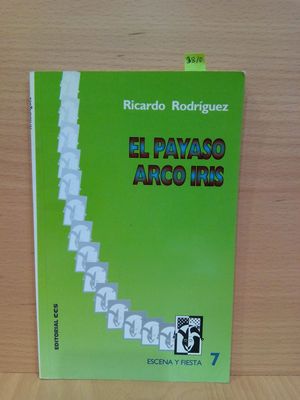 Ricardo Rodríguez
EL PAYASO
ARCO IRIS
EDITORIAL CCS
ESCENA Y FIESTA 7